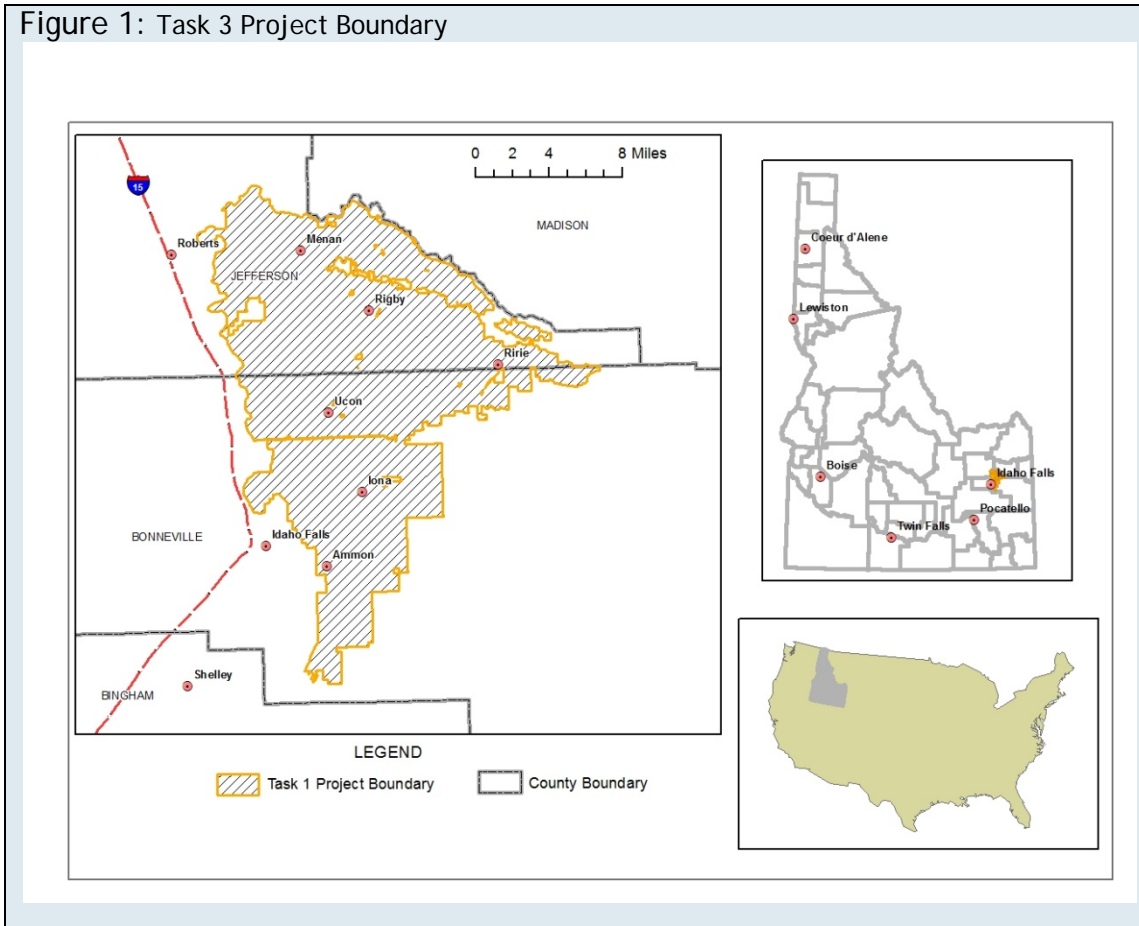 Figure 1: Task 3 Project Boundary
0 2 4 8 Miles
15
MADISON
Roberts
Menan
JEFFERSON
Rigby
Ririe
Ucon
Iona
BONNEVILLE
Idaho Falls
Ammon
Shelley
BINGHAM
LEGEND
Task 1 Project Boundary
County Boundary
Coeur d'Alene
Lewiston
Boise
Idaho Falls
Pocatello
Twin Falls